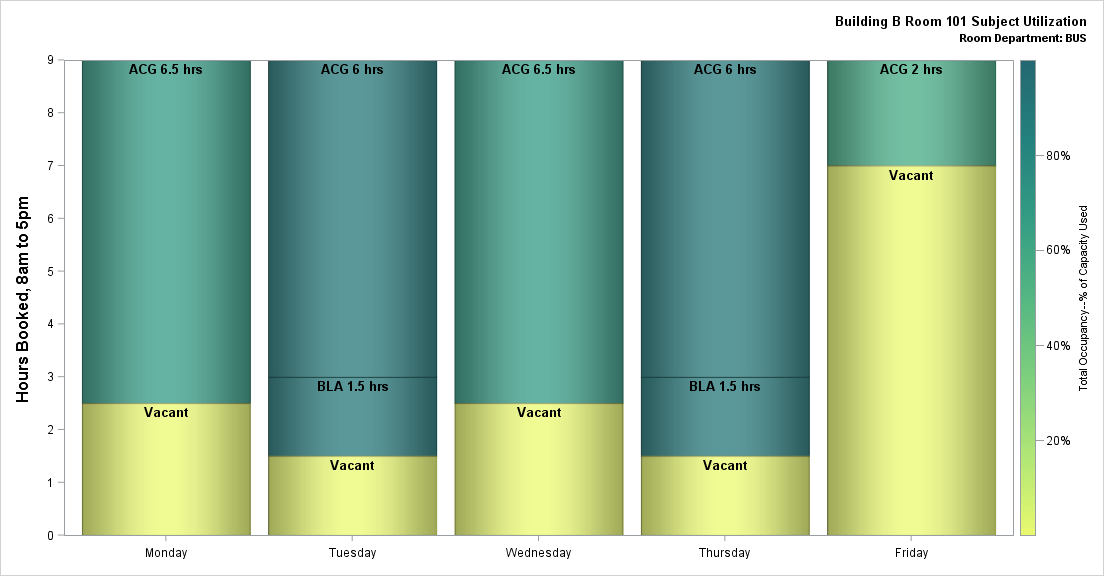 Building B Room 101 Subject Utilization
Room Department: BUS
Hours Booked, 8am to 5pm
9
8
7
6
5
4
3
2
1
0
ACG 6.5 hrs
Vacant
ACG 6 hrs
BLA 1.5 hrs
Vacant
ACG 6.5 hrs
Vacant
ACG 6 hrs
BLA 1.5 hrs
Vacant
ACG 2 hrs
Vacant
Monday
Tuesday
Wednesday
Thursday
Friday
80%
60%
40%
20%
Total Occupancy--% of Capacity Used